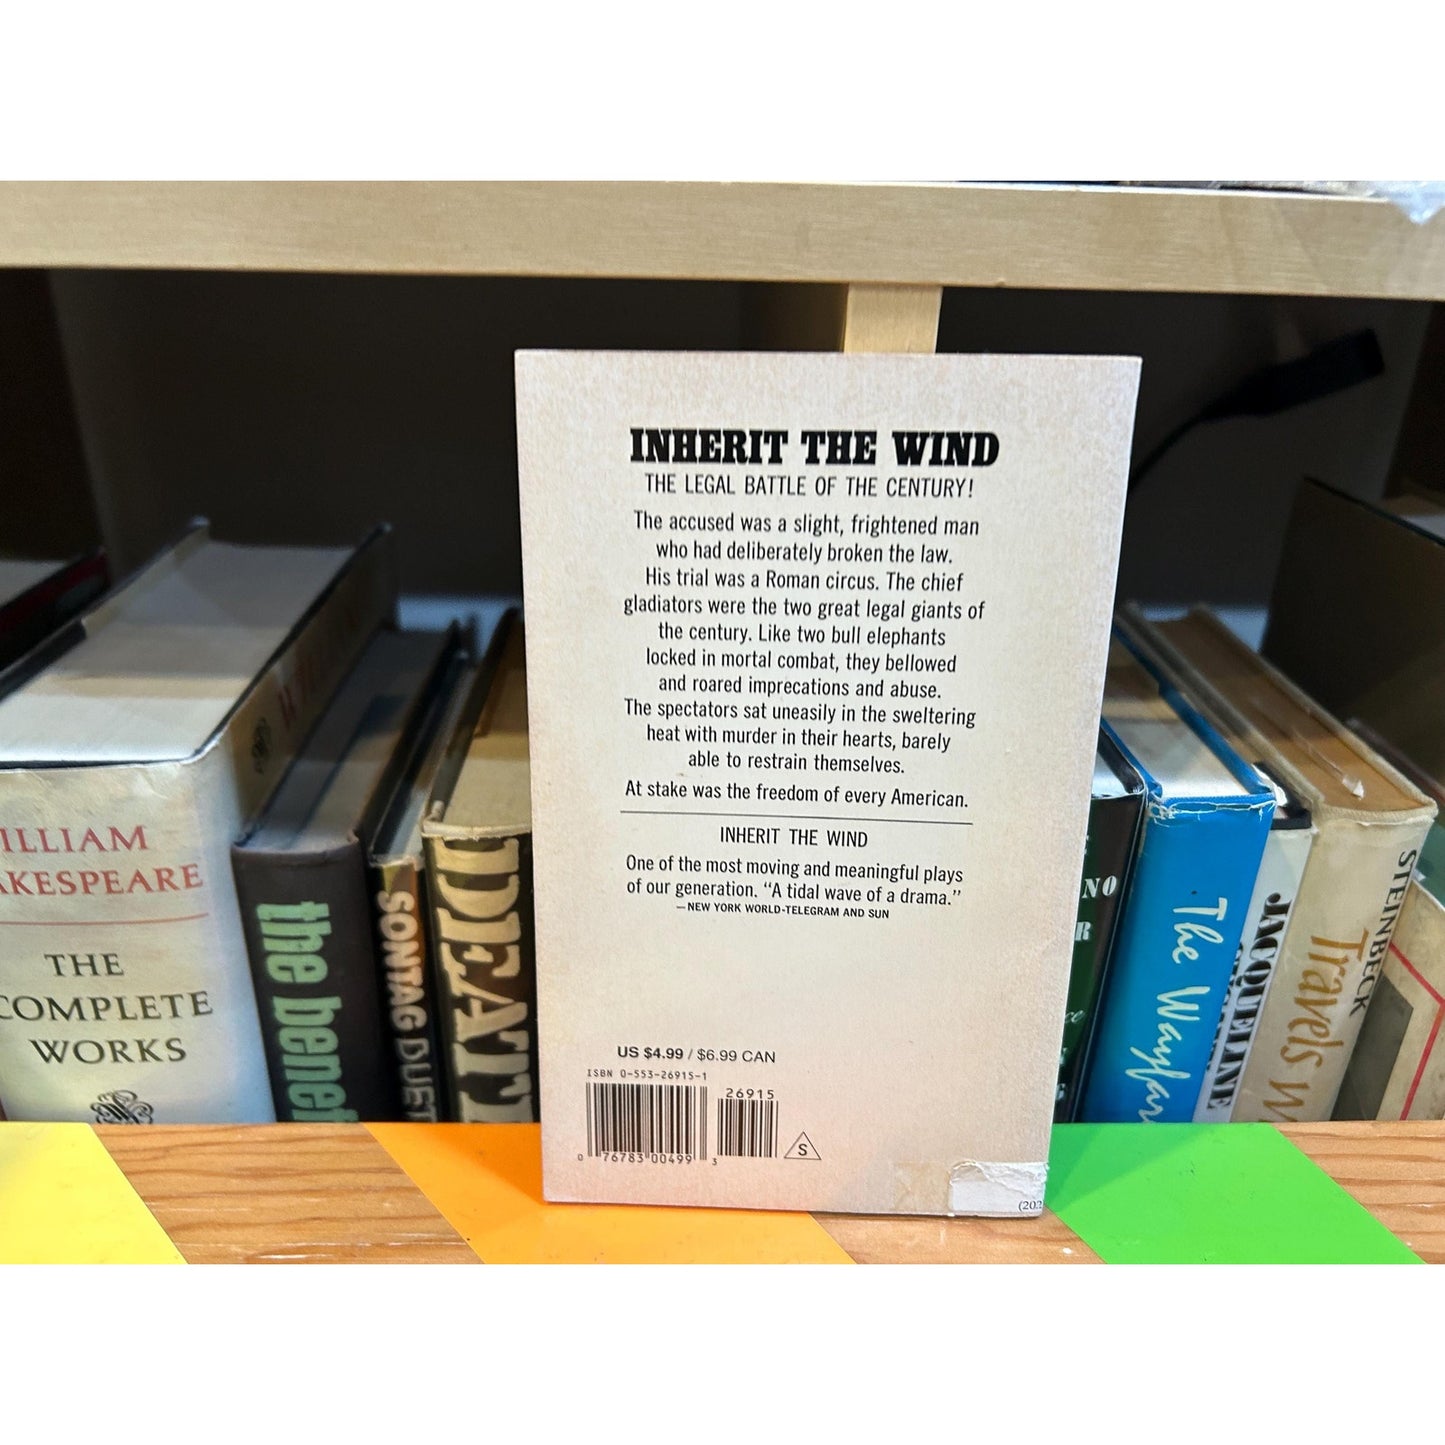 INHERIT THE WIND
THE LEGAL BATTLE OF THE CENTURY!
The accused was a slight, frightened man
who had deliberately broken the law.
His trial was a Roman circus. The chief
gladiators were the two great legal giants of
the century. Like two bull elephants
locked in mortal combat, they bellowed
and roared imprecations and abuse.
The spectators sat uneasily in the sweltering
heat with murder in their hearts, barely
able to restrain themselves.
At stake was the freedom of every American.
INHERIT THE WIND
One of the most moving and meaningful plays
of our generation. “A tidal wave of a drama.”
—NEW YORK WORLD-TELEGRAM AND SUN
US $4.99 / $6.99 CAN
ISBN 0-553-26915-1
26915
0 76783 00499 3
S
(202
ILLIAM
AKESPEARE
THE
COMPLETE
WORKS
the benef
SONTAG DUET
DEAT
NO
R
The Wayfar
JACQUELINE
STEINBECK
Travels w